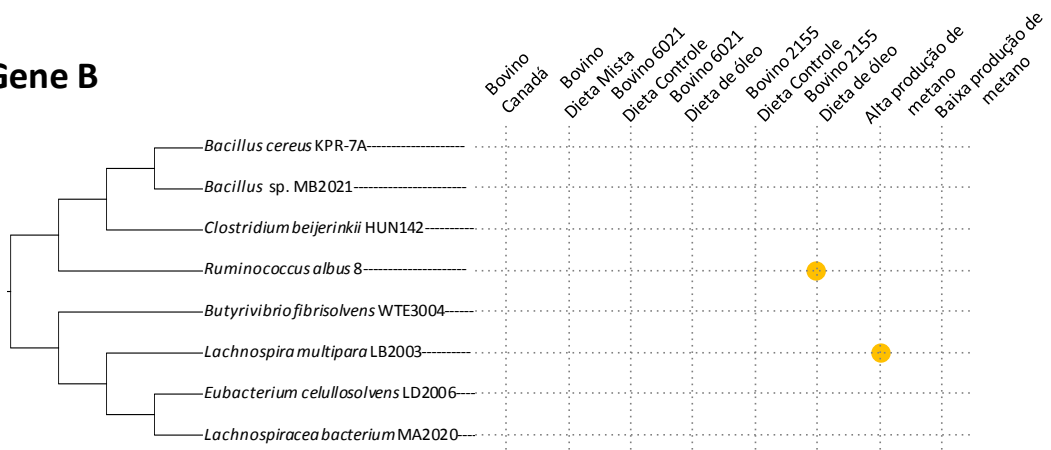 Gene B
Bovino
Canadá
Bovino
Dieta Mista
Bovino 6021
Dieta Controle
Bovino 6021
Dieta de óleo
Bovino 2155
Dieta Controle
Bovino 2155
Dieta de óleo
Alta produção de
metano
Baixa produção de
metano
Bacillus cereus KPR-7A
Bacillus sp. MB2021
Clostridium beijerinkii HUN142
Ruminococcus albus 8
Butyrivibrio fibrisolvens WTE3004
Lachnospira multipara LB2003
Eubacterium celullosolvens LD2006
Lachnospiracea bacterium MA2020